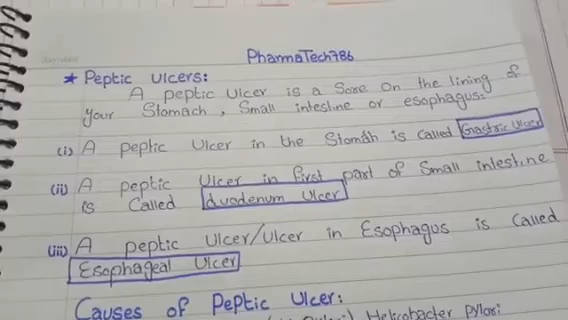 PharmaTech786
* Peptic Ulcers:
A peptic Ulcer is a Sore on the lining of
your Stomach, Small intestine or esophagus:
(i) A peptic Ulcer in the Stomach is called Gastric Ulcer
(ii) A peptic Ulcer in first part of Small intestine
is Called duodenum Ulcer
(iii) A peptic Ulcer/Ulcer in Esophagus is Called
Esophageal Ulcer
Causes of Peptic Ulcer:
Helicobacter pylori